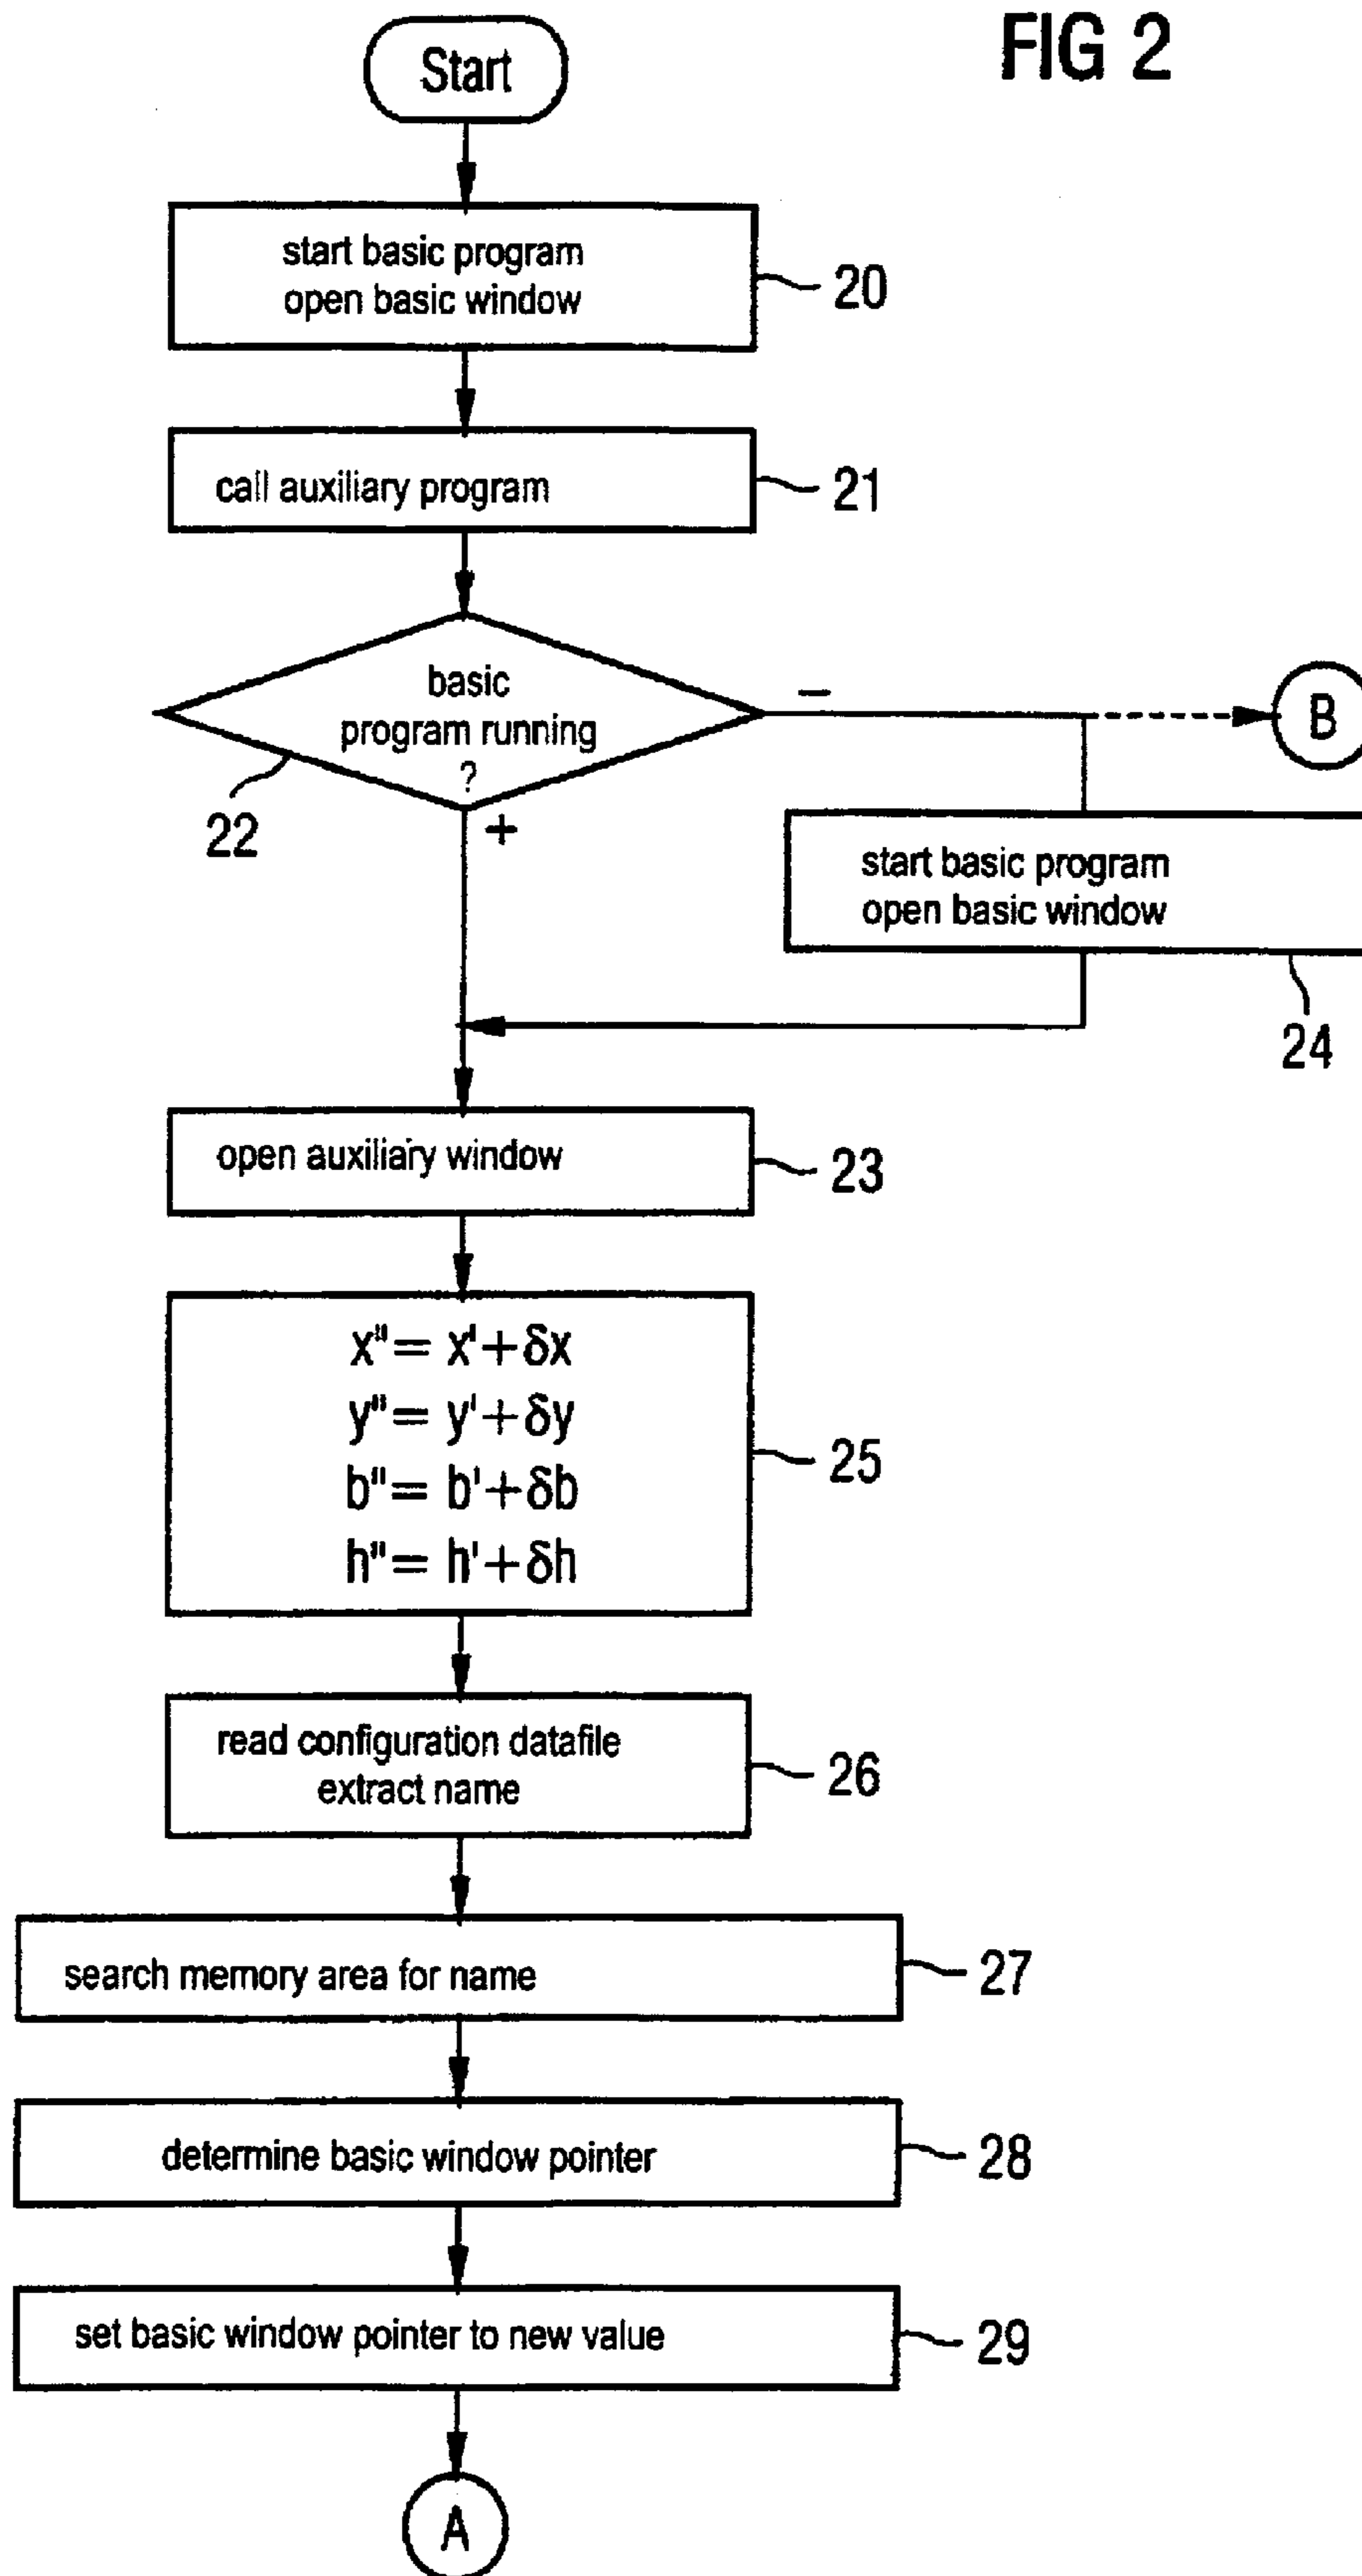 FIG 2
Start
start basic program
open basic window
20
call auxiliary program
21
basic
program running
?
22
−
B
+
start basic program
open basic window
24
open auxiliary window
23
x"= x'+δx
y"= y'+δy
b"= b'+δb
h"= h'+δh
25
read configuration datafile
extract name
26
search memory area for name
27
determine basic window pointer
28
set basic window pointer to new value
29
A